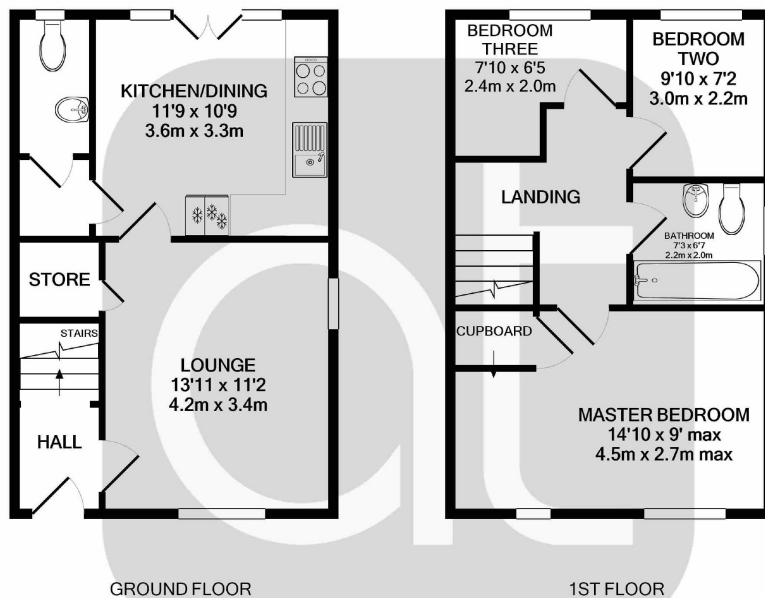 KITCHEN/DINING
11'9 x 10'9
3.6m x 3.3m
STORE
STAIRS
LOUNGE
13'11 x 11'2
4.2m x 3.4m
HALL
GROUND FLOOR
BEDROOM
THREE
7'10 x 6'5
2.4m x 2.0m
BEDROOM
TWO
9'10 x 7'2
3.0m x 2.2m
LANDING
BATHROOM
7'3 x 6'7
2.2m x 2.0m
CUPBOARD
MASTER BEDROOM
14'10 x 9' max
4.5m x 2.7m max
1ST FLOOR
at